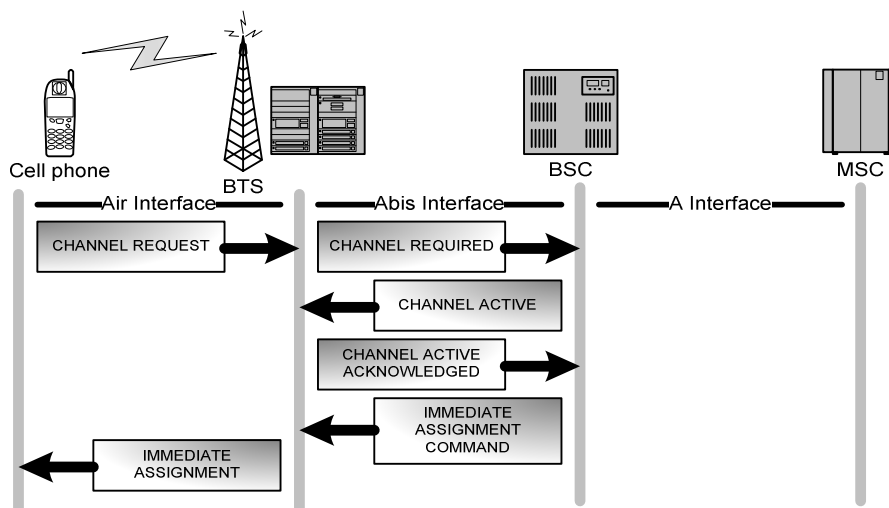 Cell phone
BTS
BSC
MSC
Air Interface
Abis Interface
A Interface
CHANNEL REQUEST
CHANNEL REQUIRED
CHANNEL ACTIVE
CHANNEL ACTIVE
ACKNOWLEDGED
IMMEDIATE
ASSIGNMENT
COMMAND
IMMEDIATE
ASSIGNMENT